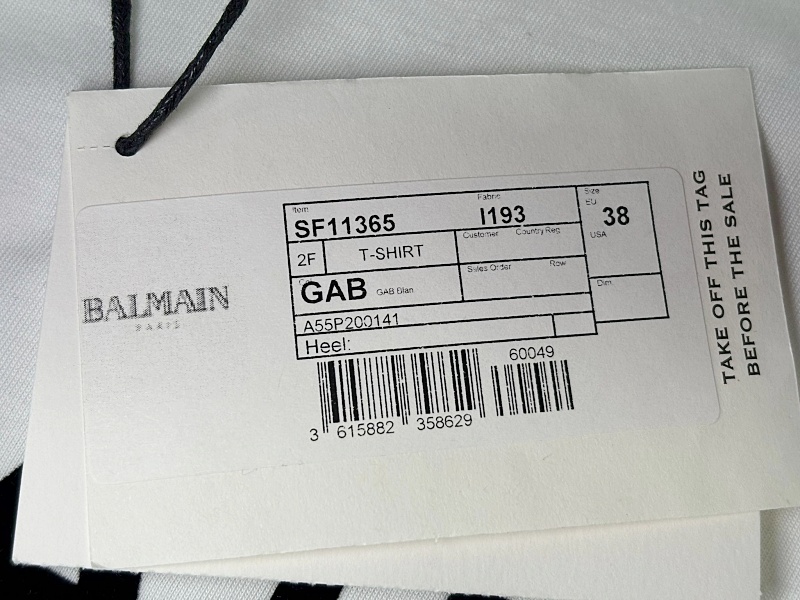 BALMAIN
PARIS
Item
SF11365
Fabric
I193
Size
EU
38
USA
2F
T-SHIRT
Customer
Country Reg
GAB
GAB Blan
Sales Order
Row
Dim
A55P200141
Heel:
60049
3 615882 358629
TAKE OFF THIS TAG
BEFORE THE SALE